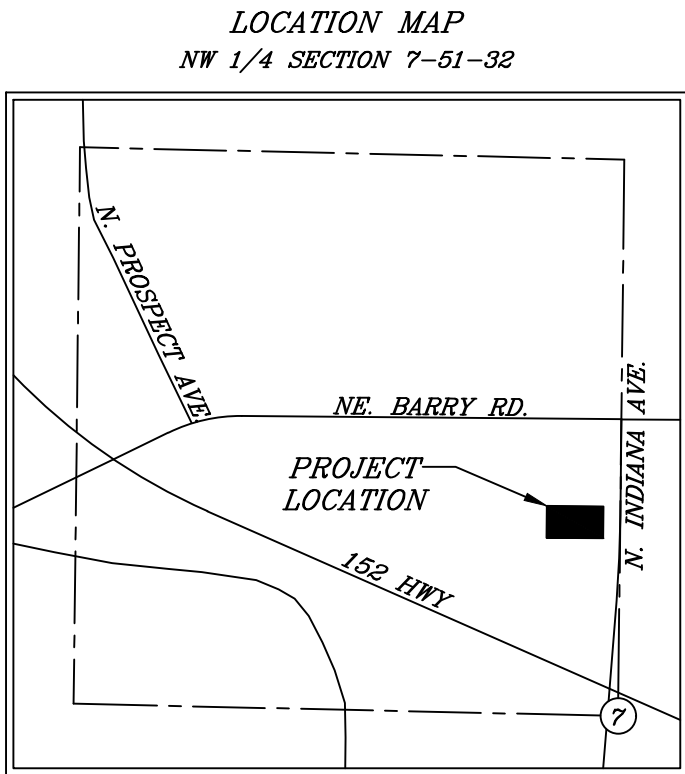 LOCATION MAP
NW 1/4 SECTION 7-51-32
N. PROSPECT AVE.
NE. BARRY RD.
N. INDIANA AVE.
PROJECT
LOCATION
152 HWY
7